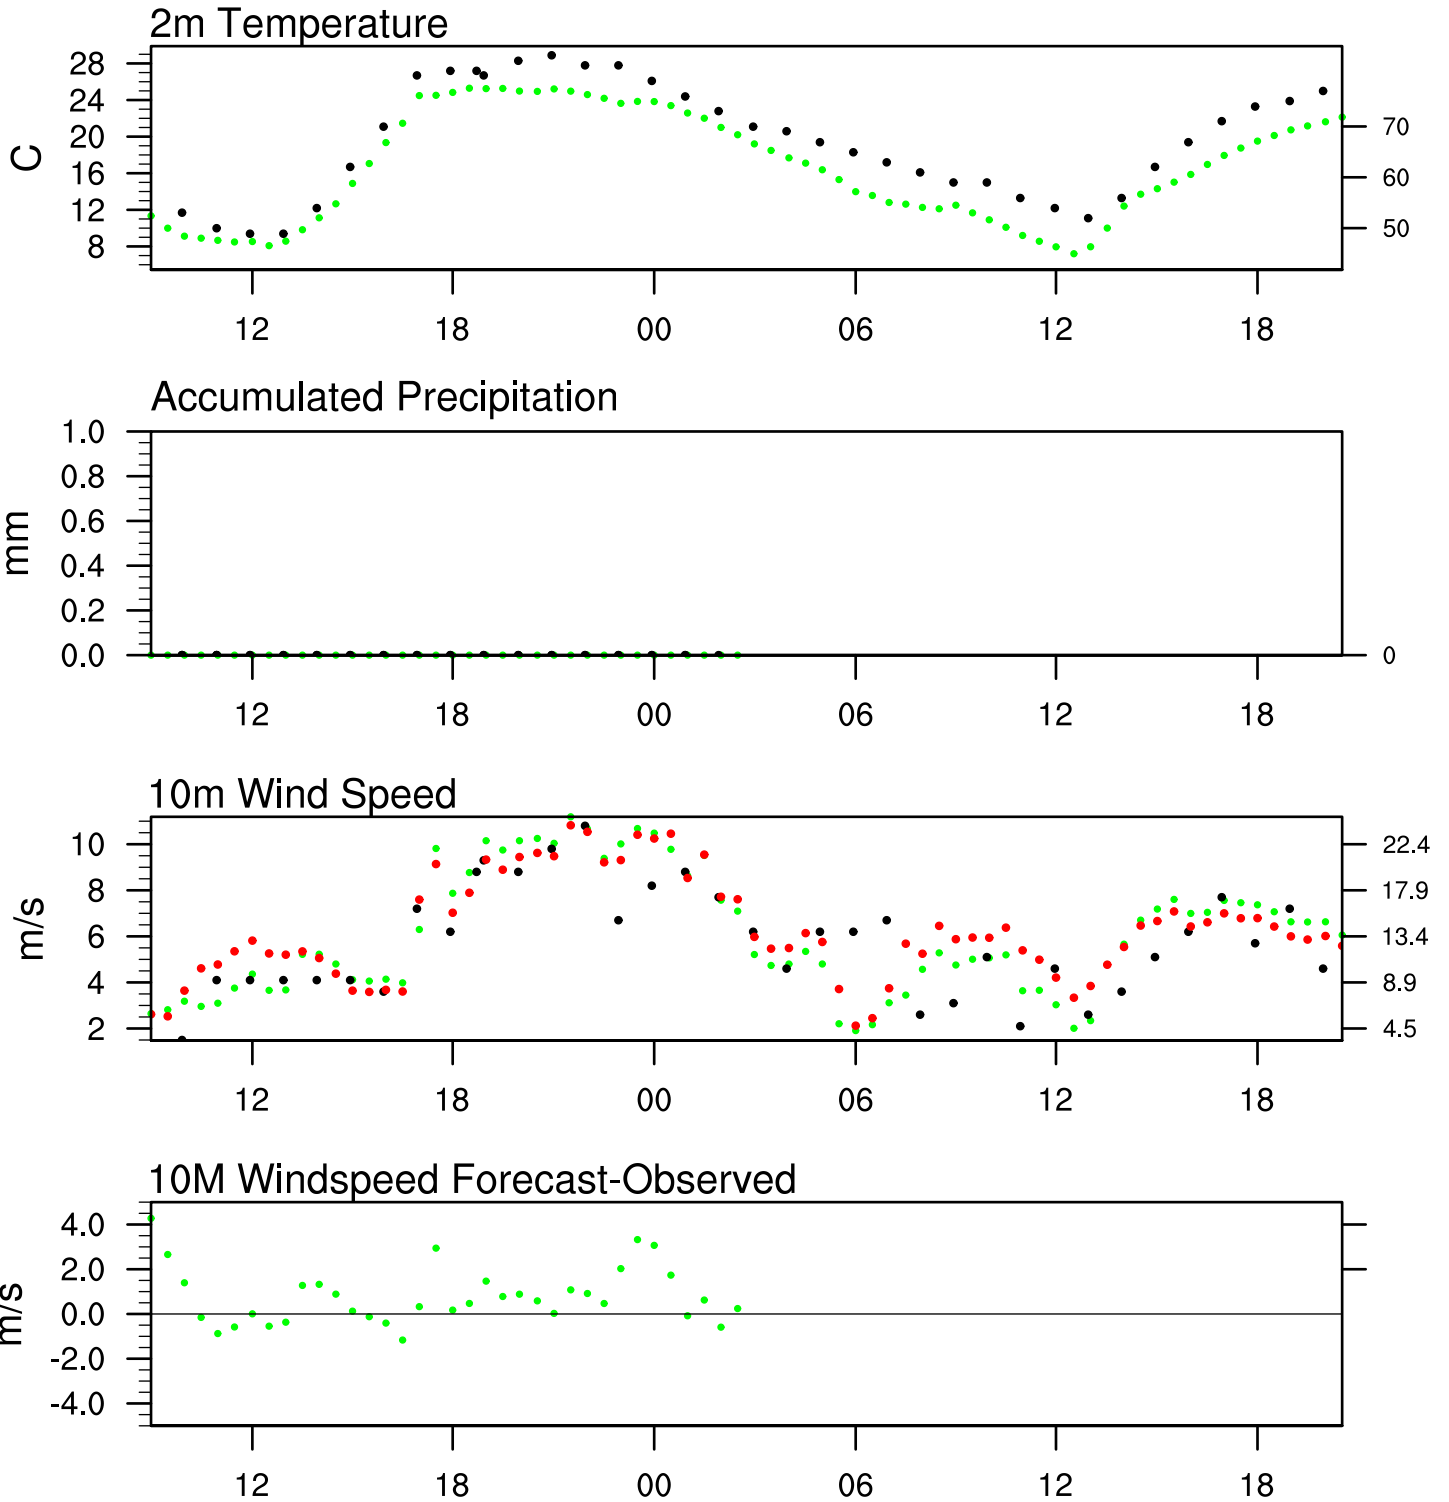 2m Temperature
28
24
20
16
12
8
C
70
60
50
12 18 00 06 12 18
Accumulated Precipitation
1.0
0.8
0.6
0.4
0.2
0.0
mm
0
12 18 00 06 12 18
10m Wind Speed
10
8
6
4
2
m/s
22.4
17.9
13.4
8.9
4.5
12 18 00 06 12 18
10M Windspeed Forecast-Observed
4.0
2.0
0.0
-2.0
-4.0
m/s
12 18 00 06 12 18